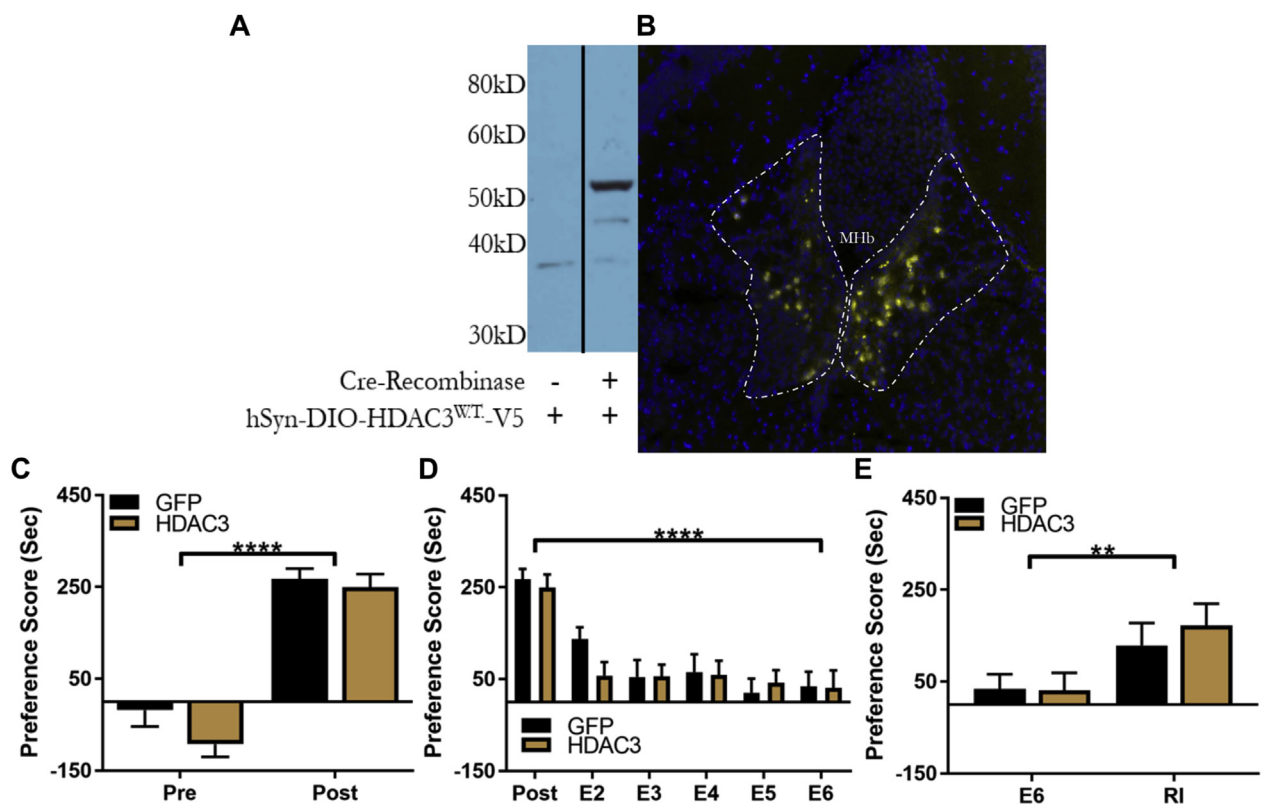 A
B
80kD
60kD
50kD
40kD
30kD
MHb
Cre-Recombinase - +
hSyn-DIO-HDAC3W.T.-V5 + +
C
D
E
Preference Score (Sec)
450
250
50
-150
GFP
HDAC3
****
Pre Post
Preference Score (Sec)
450
250
50
-150
****
GFP
HDAC3
Post E2 E3 E4 E5 E6
Preference Score (Sec)
450
250
50
-150
GFP
HDAC3
**
E6 RI